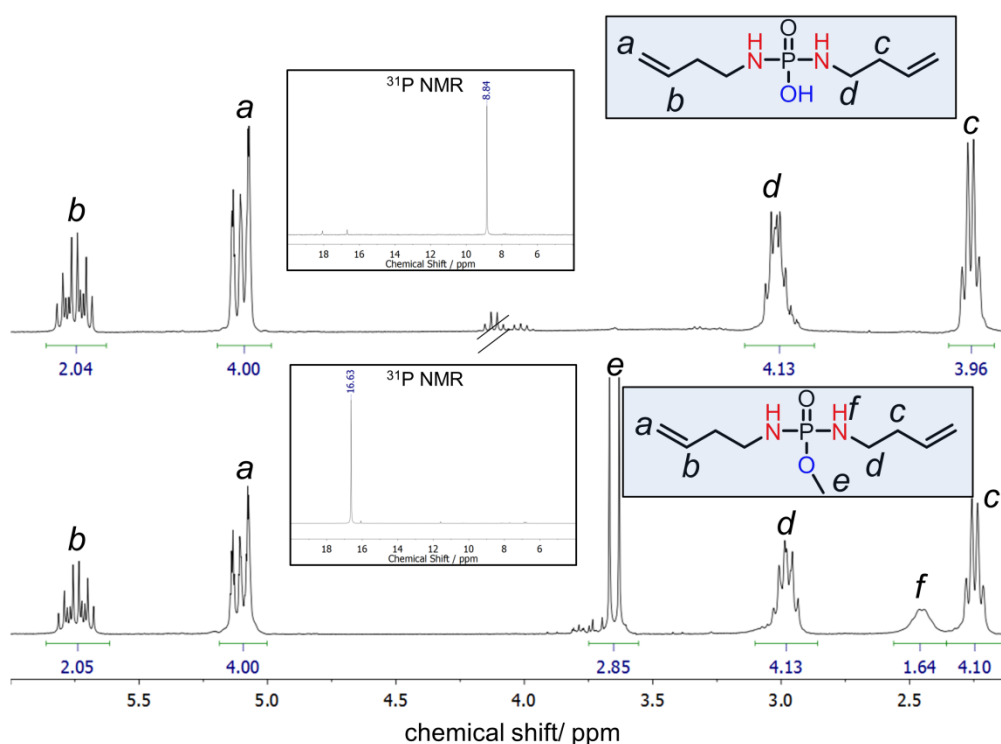 O
H H
a N P N c
OH
b d
31P NMR
8.84
18 16 14 12 10 8 6
Chemical Shift / ppm
b a d c
2.04 4.00 4.13 3.96
31P NMR
16.63
18 16 14 12 10 8 6
Chemical Shift / ppm
O
H H f
a N P N c
O
b e d
b a e d f c
2.05 4.00 2.85 4.13 1.64 4.10
5.5 5.0 4.5 4.0 3.5 3.0 2.5
chemical shift/ ppm